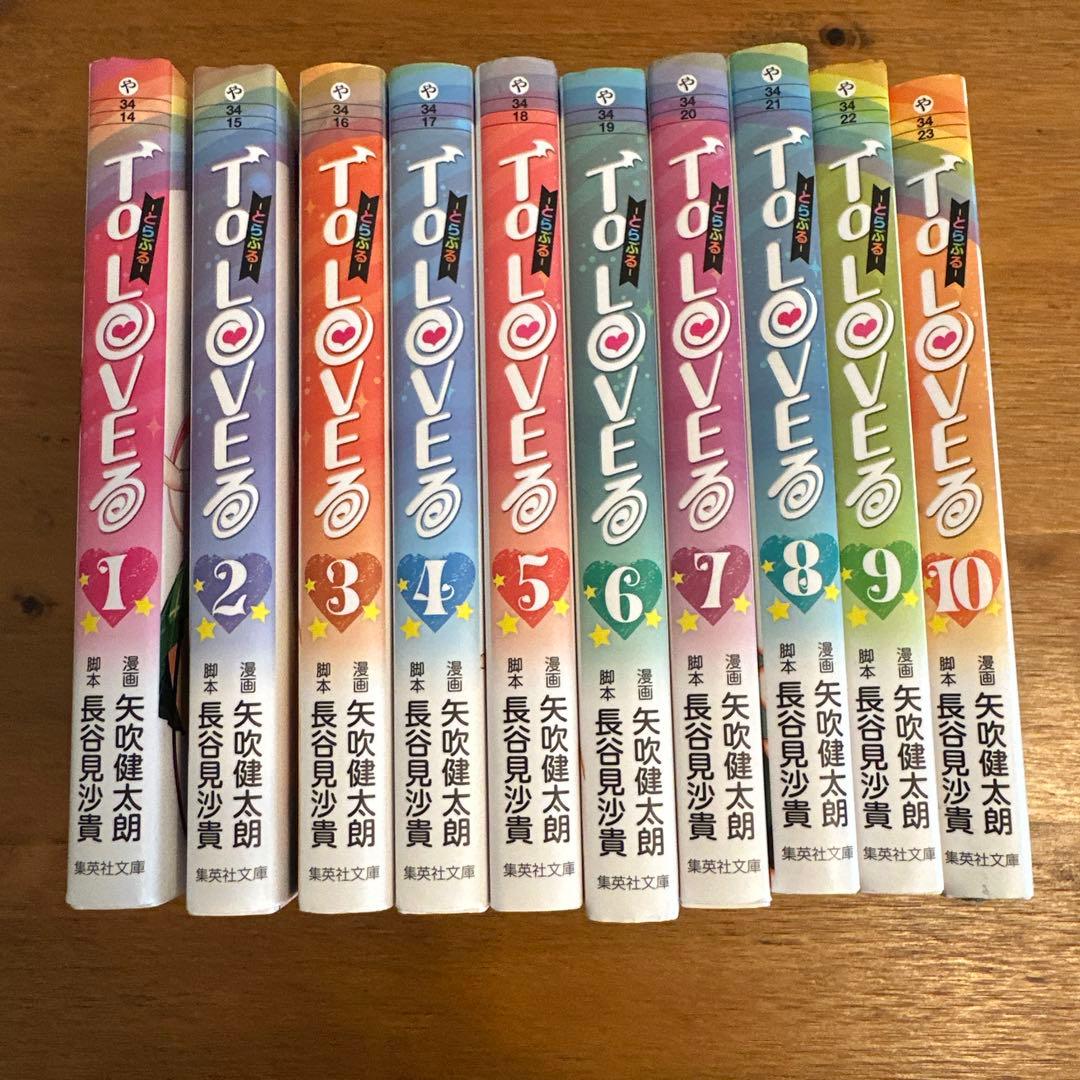 や
34
14
To LOVEる
-とらぶる-
1
漫画 矢吹健太朗
脚本 長谷見沙貴
集英社文庫
や
34
15
To LOVEる
-とらぶる-
2
漫画 矢吹健太朗
脚本 長谷見沙貴
集英社文庫
や
34
16
To LOVEる
-とらぶる-
3
漫画 矢吹健太朗
脚本 長谷見沙貴
集英社文庫
や
34
17
To LOVEる
-とらぶる-
4
漫画 矢吹健太朗
脚本 長谷見沙貴
集英社文庫
や
34
18
To LOVEる
-とらぶる-
5
漫画 矢吹健太朗
脚本 長谷見沙貴
集英社文庫
や
34
19
To LOVEる
-とらぶる-
6
漫画 矢吹健太朗
脚本 長谷見沙貴
集英社文庫
や
34
20
To LOVEる
-とらぶる-
7
漫画 矢吹健太朗
脚本 長谷見沙貴
集英社文庫
や
34
21
To LOVEる
-とらぶる-
8
漫画 矢吹健太朗
脚本 長谷見沙貴
集英社文庫
や
34
22
To LOVEる
-とらぶる-
9
漫画 矢吹健太朗
脚本 長谷見沙貴
集英社文庫
や
34
23
To LOVEる
-とらぶる-
10
漫画 矢吹健太朗
脚本 長谷見沙貴
集英社文庫